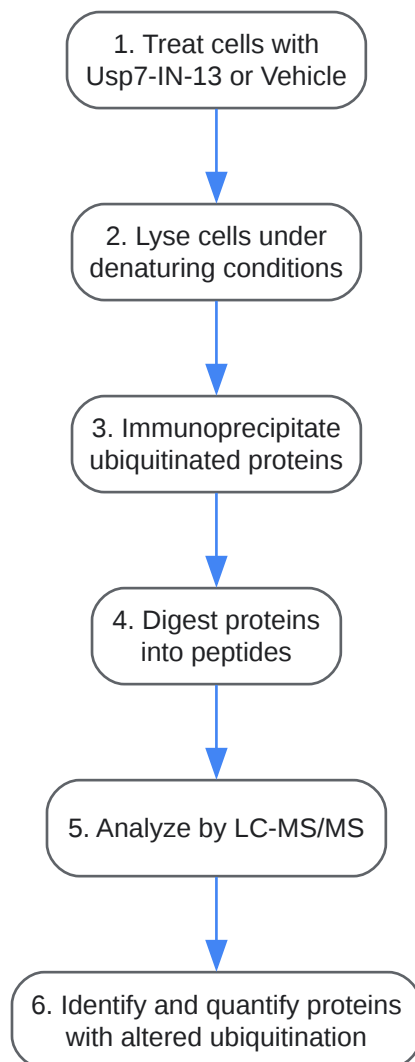 1. Treat cells with
Usp7-IN-13 or Vehicle
2. Lyse cells under
denaturing conditions
3. Immunoprecipitate
ubiquitinated proteins
4. Digest proteins
into peptides
5. Analyze by LC-MS/MS
6. Identify and quantify proteins
with altered ubiquitination